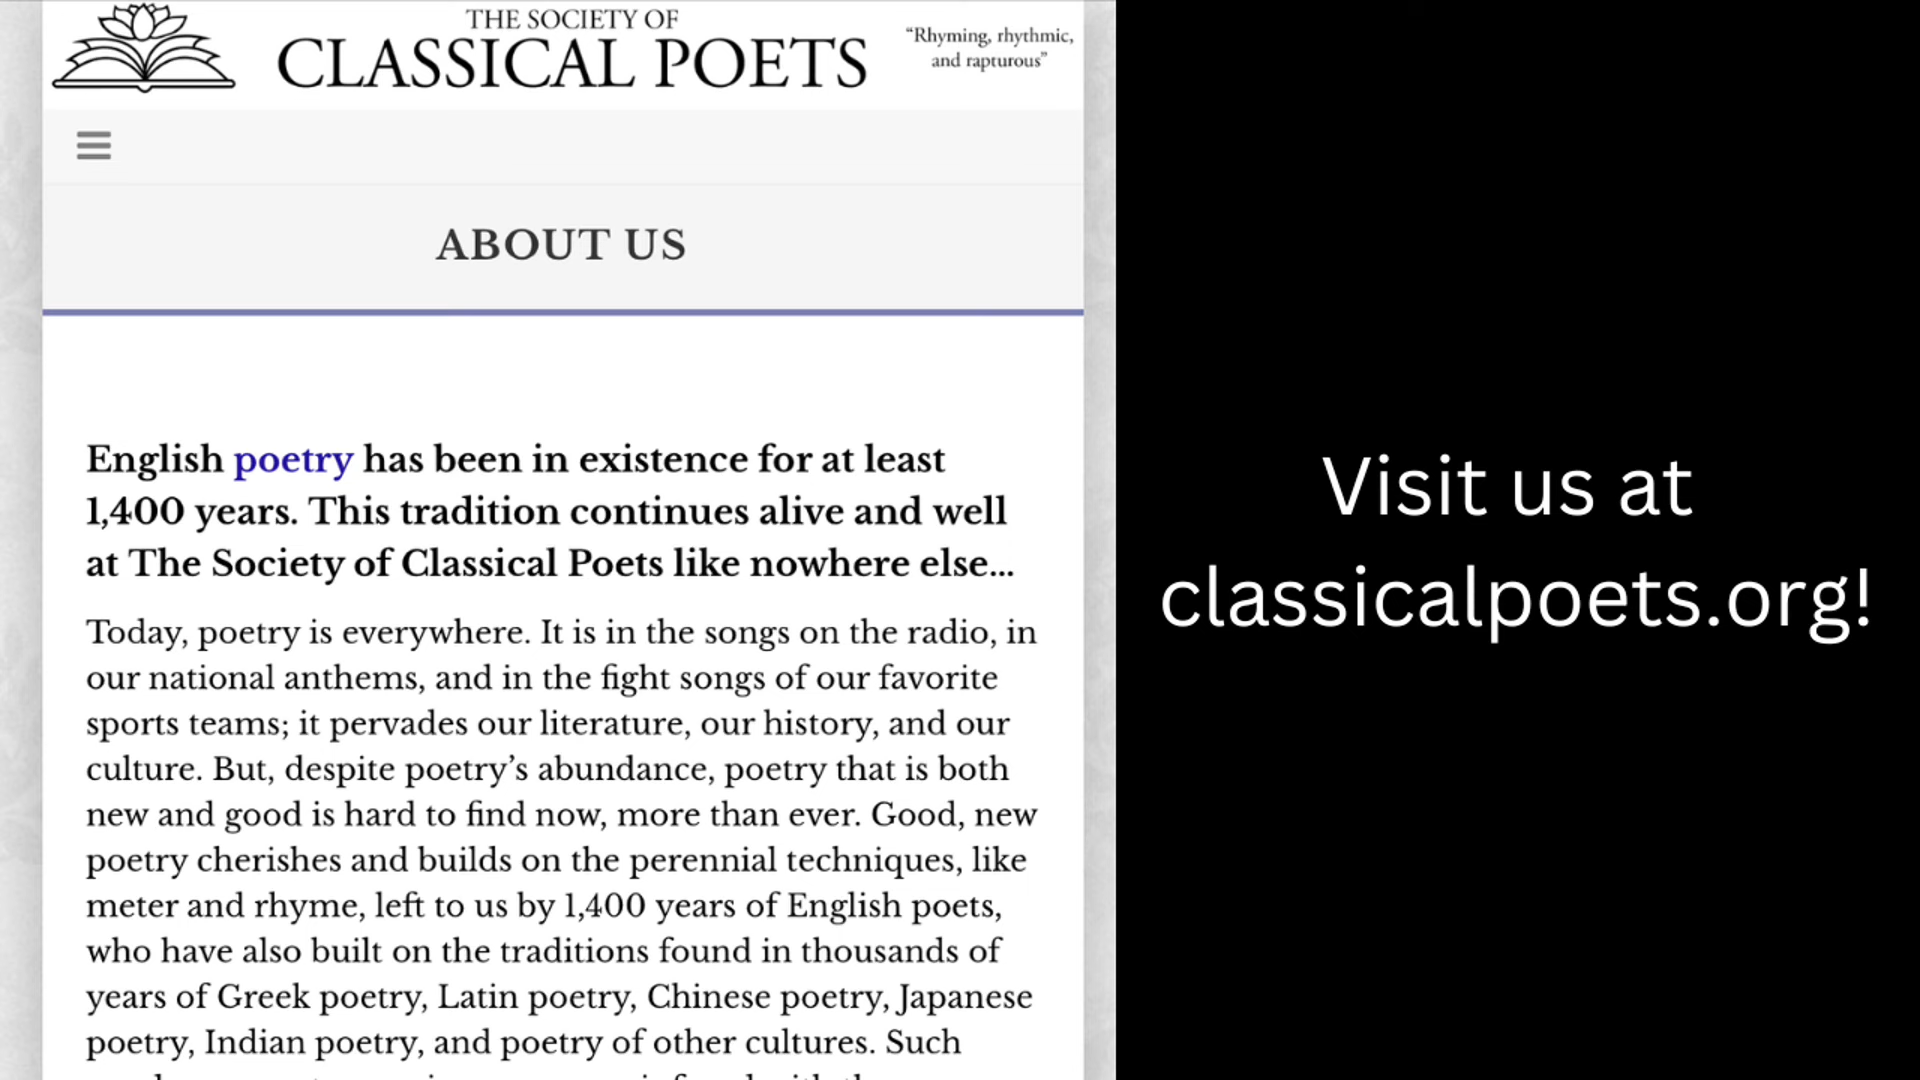 THE SOCIETY OF
CLASSICAL POETS
“Rhyming, rhythmic,
and rapturous”
ABOUT US
English poetry has been in existence for at least
1,400 years. This tradition continues alive and well
at The Society of Classical Poets like nowhere else...
Today, poetry is everywhere. It is in the songs on the radio, in
our national anthems, and in the fight songs of our favorite
sports teams; it pervades our literature, our history, and our
culture. But, despite poetry’s abundance, poetry that is both
new and good is hard to find now, more than ever. Good, new
poetry cherishes and builds on the perennial techniques, like
meter and rhyme, left to us by 1,400 years of English poets,
who have also built on the traditions found in thousands of
years of Greek poetry, Latin poetry, Chinese poetry, Japanese
poetry, Indian poetry, and poetry of other cultures. Such
Visit us at
classicalpoets.org!